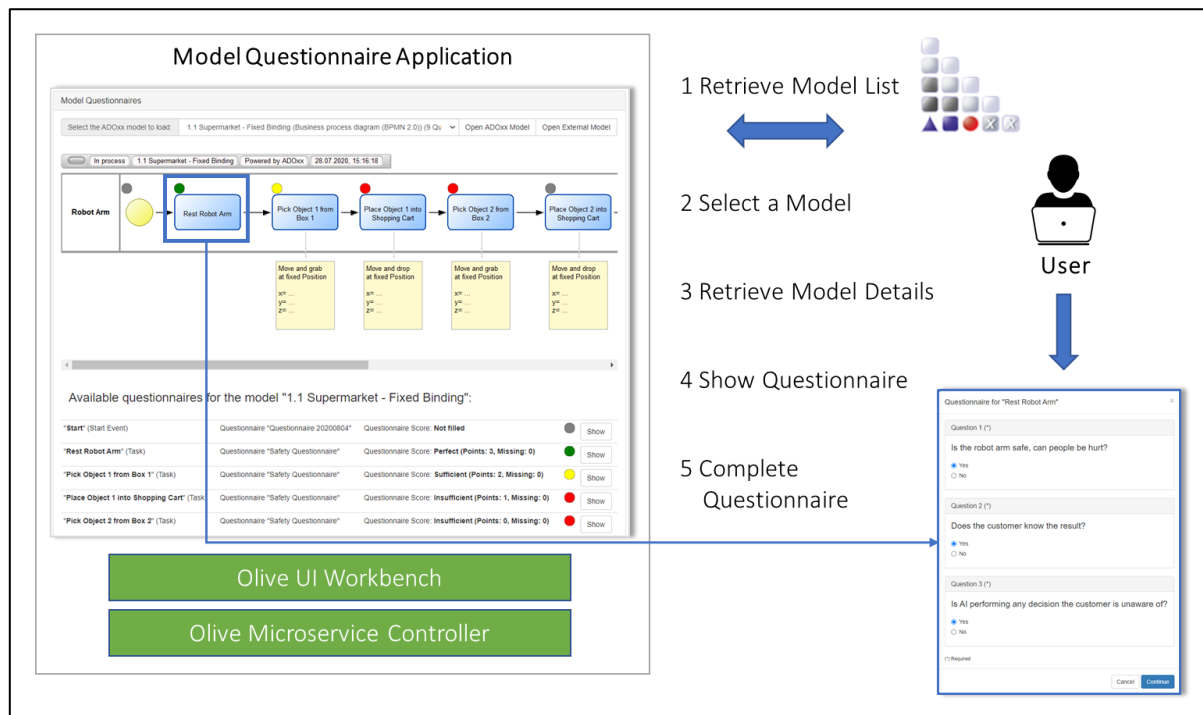 Model Questionnaire Application
Model Questionnaires
Select the ADOxx model to load:
1.1 Supermarket - Fixed Binding (Business process diagram (BPMN 2.0)) (9 Qu
Open ADOxx Model
Open External Model
In process
1.1 Supermarket - Fixed Binding
Powered by ADOxx
28.07.2020, 15:16:18
Robot Arm
Rest Robot Arm
Pick Object 1 from
Box 1
Place Object 1 into
Shopping Cart
Pick Object 2 from
Box 2
Place Object 2 into
Shopping Cart
Move and grab
at fixed Position
x= ...
y= ...
z= ...
Move and drop
at fixed Position
x= ...
y= ...
z= ...
Move and grab
at fixed Position
x= ...
y= ...
z= ...
Move and drop
at fixed Position
x= ...
y= ...
z= ...
Available questionnaires for the model "1.1 Supermarket - Fixed Binding":
"Start" (Start Event) Questionnaire "Questionnaire 20200804" Questionnaire Score: Not filled Show
"Rest Robot Arm" (Task) Questionnaire "Safety Questionnaire" Questionnaire Score: Perfect (Points: 3, Missing: 0) Show
"Pick Object 1 from Box 1" (Task) Questionnaire "Safety Questionnaire" Questionnaire Score: Sufficient (Points: 2, Missing: 0) Show
"Place Object 1 into Shopping Cart" (Task) Questionnaire "Safety Questionnaire" Questionnaire Score: Insufficient (Points: 1, Missing: 0) Show
"Pick Object 2 from Box 2" (Task) Questionnaire "Safety Questionnaire" Questionnaire Score: Insufficient (Points: 0, Missing: 0) Show
Olive UI Workbench
Olive Microservice Controller
1 Retrieve Model List
2 Select a Model
3 Retrieve Model Details
4 Show Questionnaire
5 Complete
Questionnaire
X X
User
Questionnaire for "Rest Robot Arm" ×
Question 1 (*)
Is the robot arm safe, can people be hurt?
Yes
No
Question 2 (*)
Does the customer know the result?
Yes
No
Question 3 (*)
Is AI performing any decision the customer is unaware of?
Yes
No
(*) Required
Cancel Continue